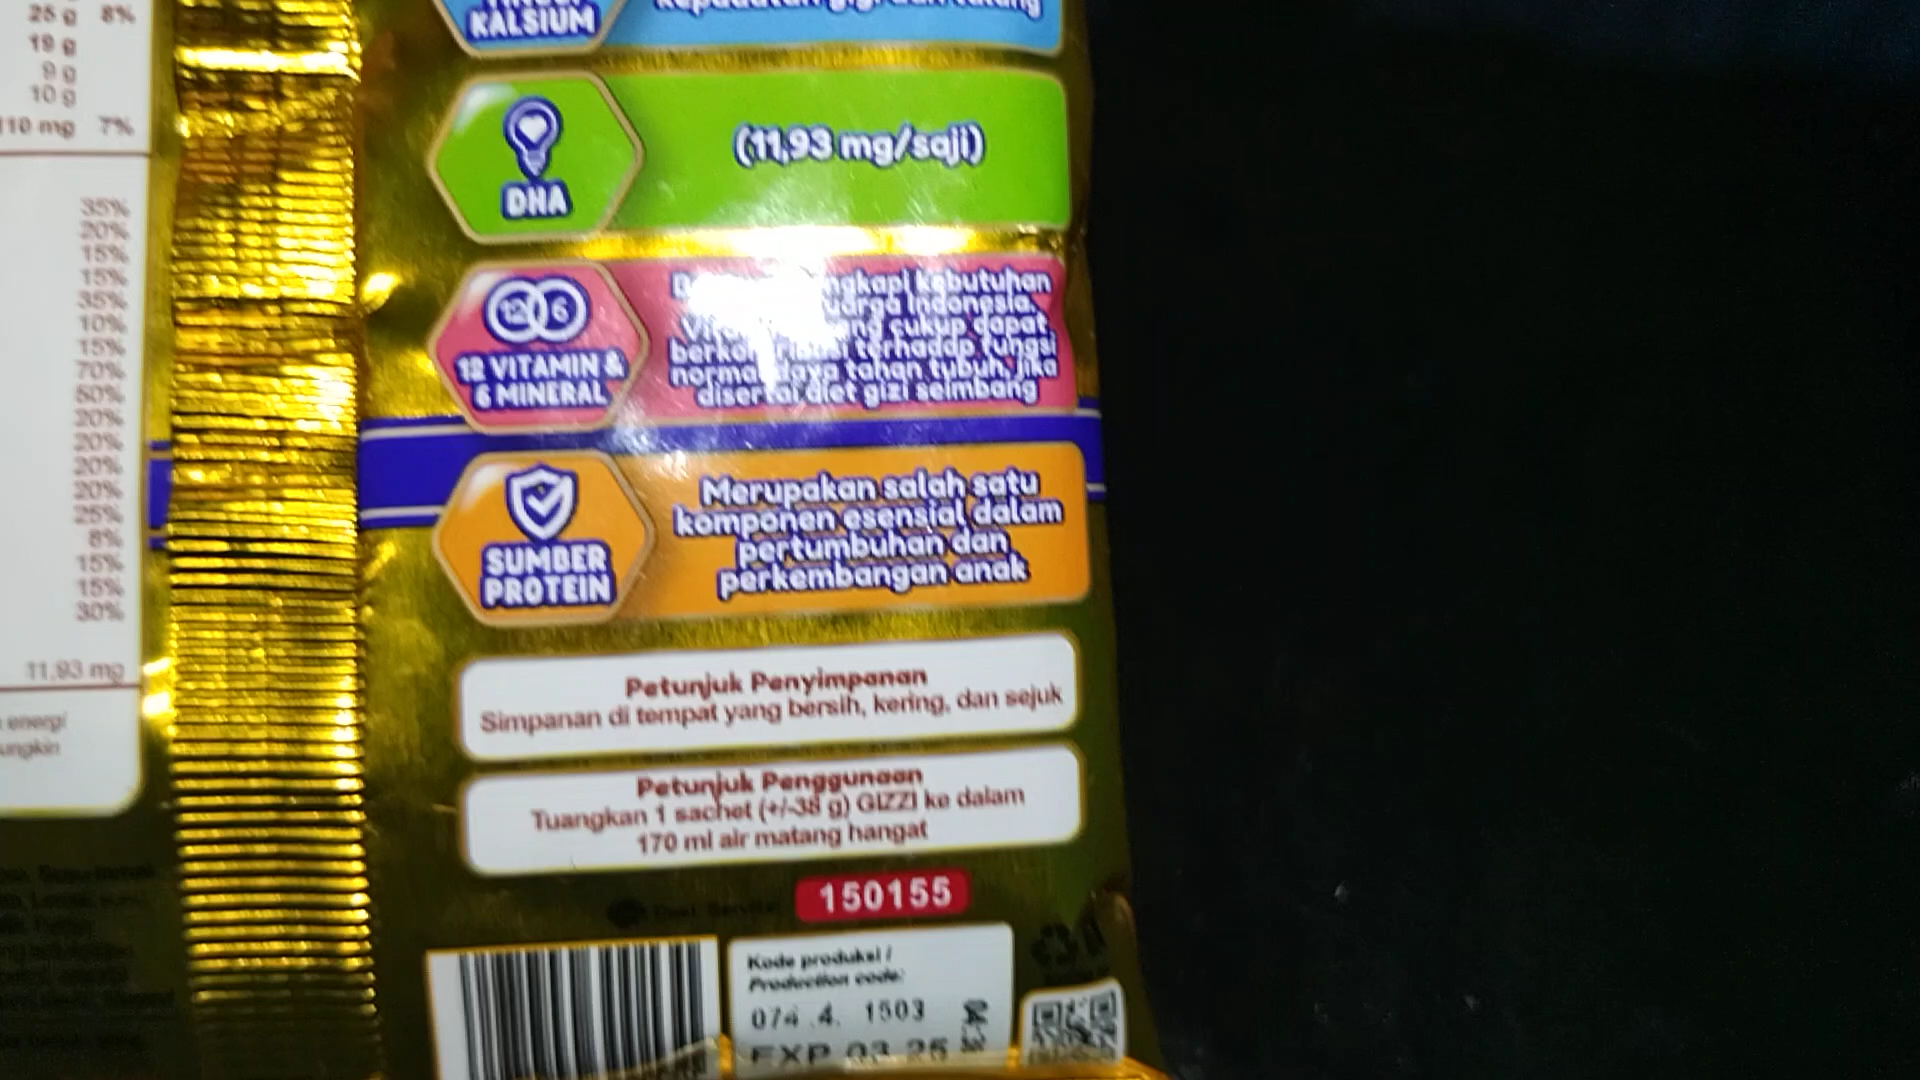 25 g 8%
19 g
9 g
10 g
110 mg 7%
35%
20%
15%
15%
35%
10%
15%
70%
50%
20%
20%
20%
20%
25%
8%
15%
15%
30%
11,93 mg
energi
KALSIUM
DHA
(11,93 mg/saji)
12 6
12 VITAMIN &
6 MINERAL
kebutuhan
Indonesia.
cukup dapat
terhadap fungsi
daya tahan tubuh, jika
disertai diet gizi seimbang
SUMBER
PROTEIN
Merupakan salah satu
komponen esensial dalam
pertumbuhan dan
perkembangan anak
Petunjuk Penyimpanan
Simpanan di tempat yang bersih, kering, dan sejuk
Petunjuk Penggunaan
Tuangkan 1 sachet (+/-38 g) GIZZI ke dalam
170 ml air matang hangat
150155
Kode produksi /
Production code:
074 .4. 1503
EXP 03 25